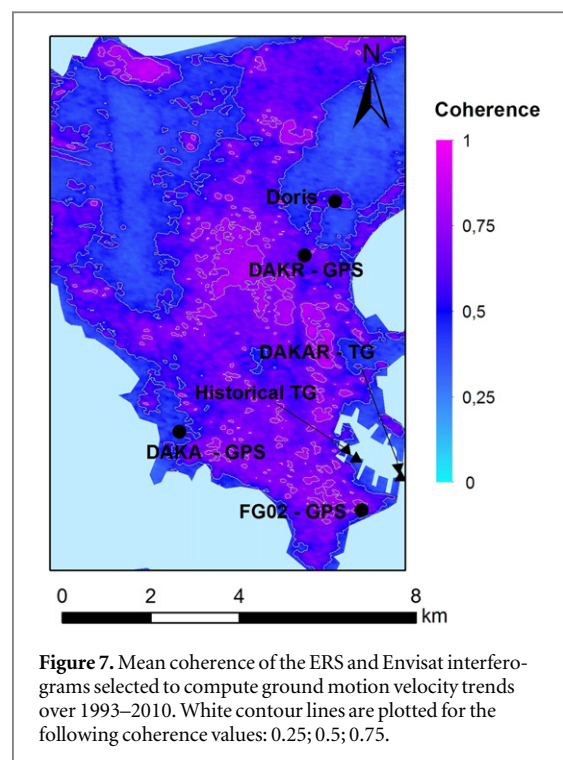 N
Coherence
1
0,75
0,5
0,25
0
Doris
DAKR - GPS
DAKAR - TG
Historical TG
DAKA - GPS
FG02 - GPS
0 2 4 8
km
Figure 7. Mean coherence of the ERS and Envisat interfero-
grams selected to compute ground motion velocity trends
over 1993–2010. White contour lines are plotted for the
following coherence values: 0.25; 0.5; 0.75.